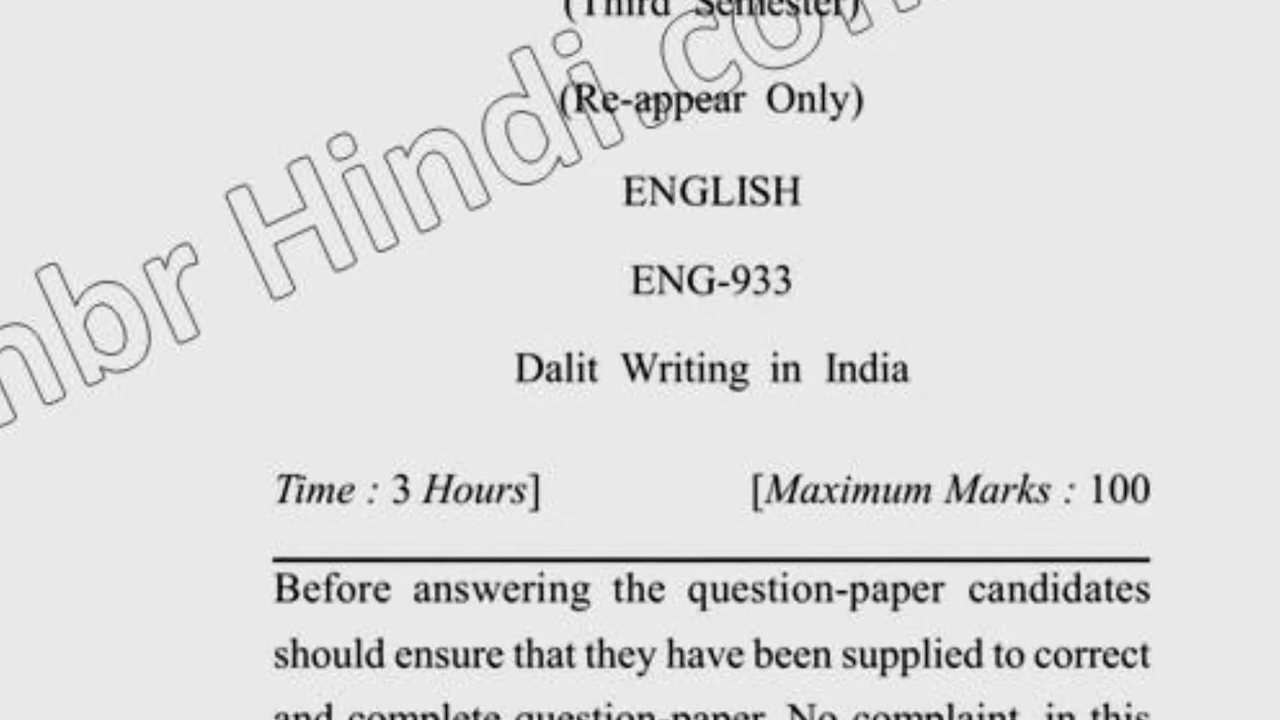 (Third Semester)
(Re-appear Only)
ENGLISH
ENG-933
Dalit Writing in India
Time : 3 Hours] [Maximum Marks : 100
Before answering the question-paper candidates
should ensure that they have been supplied to correct
and complete question-paper. No complaint, in this
mbr Hindi.com